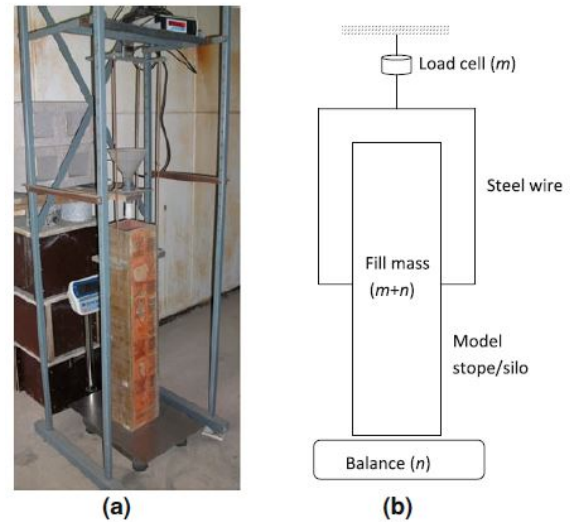 Load cell (m)
Steel wire
Fill mass
(m+n)
Model
stope/silo
Balance (n)
(a)
(b)